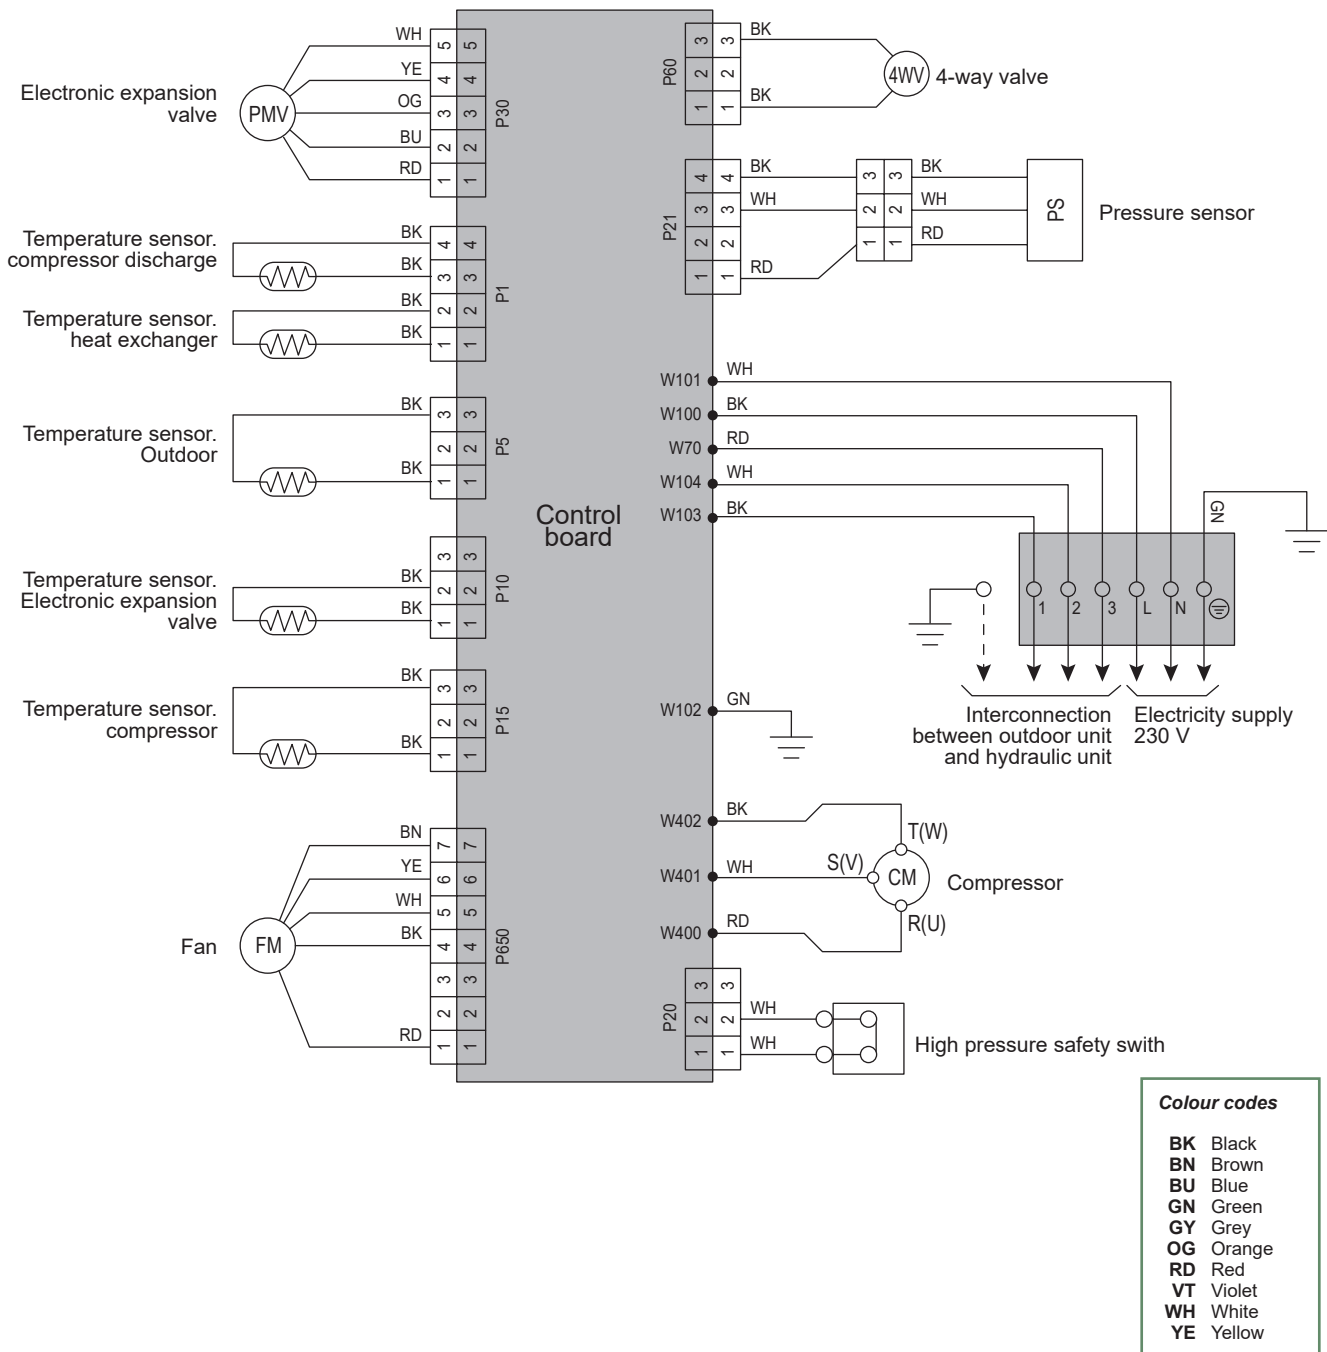 Electronic expansion
valve
PMV
WH
YE
OG
BU
RD
5 5
4 4
3 3
2 2
1 1
P30
Temperature sensor.
compressor discharge
BK
BK
Temperature sensor.
heat exchanger
BK
BK
4 4
3 3
2 2
1 1
P1
Temperature sensor.
Outdoor
BK
BK
3 3
2 2
1 1
P5
Temperature sensor.
Electronic expansion
valve
BK
BK
3 3
2 2
1 1
P10
Temperature sensor.
compressor
BK
BK
3 3
2 2
1 1
P15
Fan
FM
BN
YE
WH
BK
RD
7 7
6 6
5 5
4 4
3 3
2 2
1 1
P650
Control
board
P60
3 3
2 2
1 1
BK
BK
4WV
4-way valve
P21
4 4
3 3
2 2
1 1
BK
WH
RD
3 3
2 2
1 1
BK
WH
RD
PS
Pressure sensor
W101 WH
W100 BK
W70 RD
W104 WH
W103 BK
GN
1 2 3 L N
Interconnection
between outdoor unit
and hydraulic unit
Electricity supply
230 V
W102 GN
W402 BK
W401 WH
W400 RD
T(W)
S(V)
CM
R(U)
Compressor
P20
3 3
2 2
1 1
WH
WH
High pressure safety swith
Colour codes
BK Black
BN Brown
BU Blue
GN Green
GY Grey
OG Orange
RD Red
VT Violet
WH White
YE Yellow